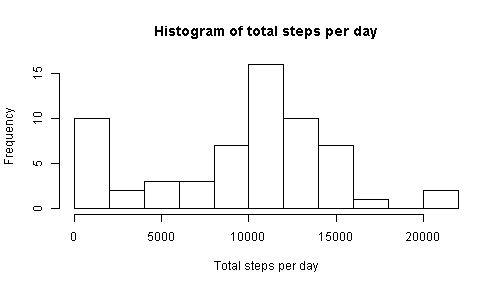 Histogram of total steps per day
Frequency
15
10
5
0
0 5000 10000 15000 20000
Total steps per day